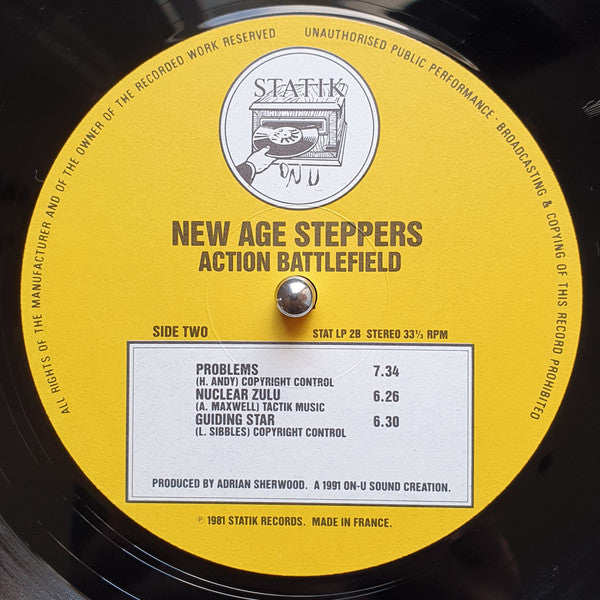 ALL RIGHTS OF THE MANUFACTURER AND OF THE OWNER OF THE RECORDED WORK RESERVED
UNAUTHORISED PUBLIC PERFORMANCE · BROADCASTING & COPYING OF THIS RECORD PROHIBITED
STATIK
ON U
NEW AGE STEPPERS
ACTION BATTLEFIELD
SIDE TWO STAT LP 2B STEREO 33⅓ RPM
PROBLEMS 7.34
(H. ANDY) COPYRIGHT CONTROL
NUCLEAR ZULU 6.26
(A. MAXWELL) TACTIK MUSIC
GUIDING STAR 6.30
(L. SIBBLES) COPYRIGHT CONTROL
PRODUCED BY ADRIAN SHERWOOD. A 1991 ON-U SOUND CREATION.
℗ 1981 STATIK RECORDS. MADE IN FRANCE.